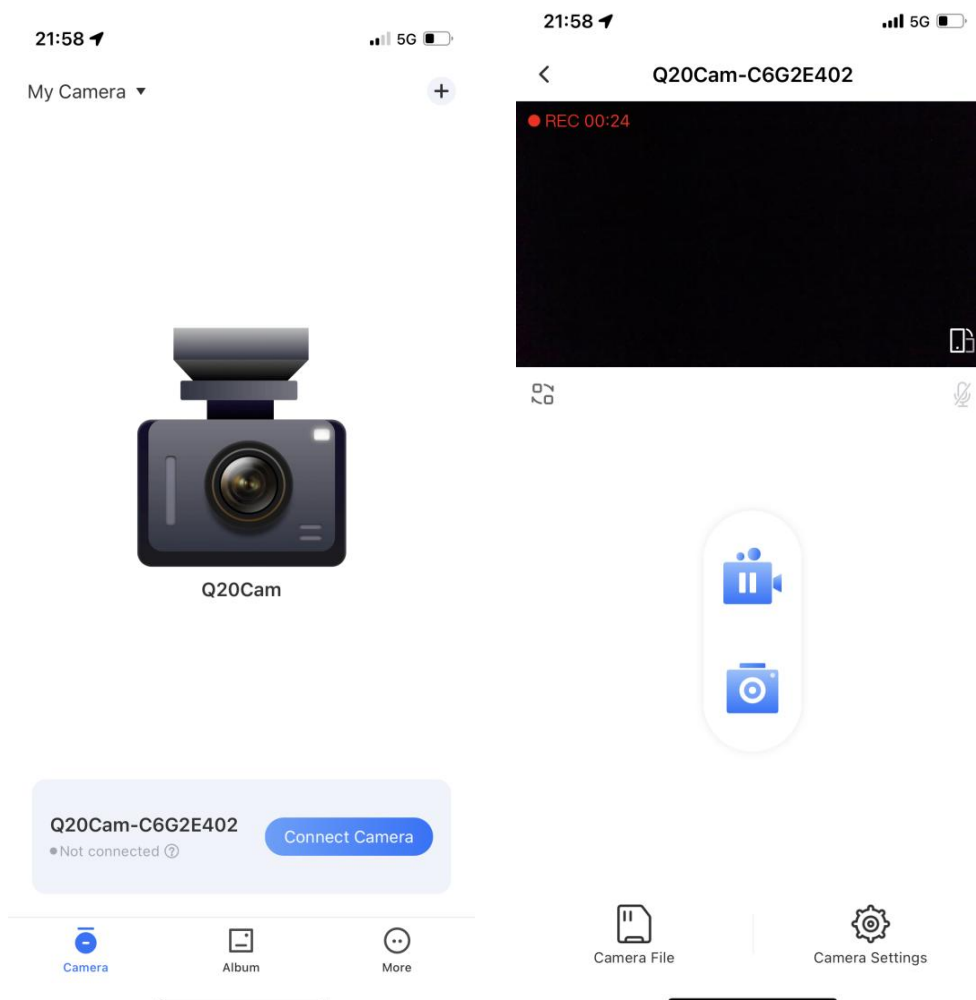 21:58
5G
My Camera
Q20Cam
Q20Cam-C6G2E402
Not connected
Connect Camera
Camera
Album
More
21:58
5G
Q20Cam-C6G2E402
REC 00:24
Camera File
Camera Settings